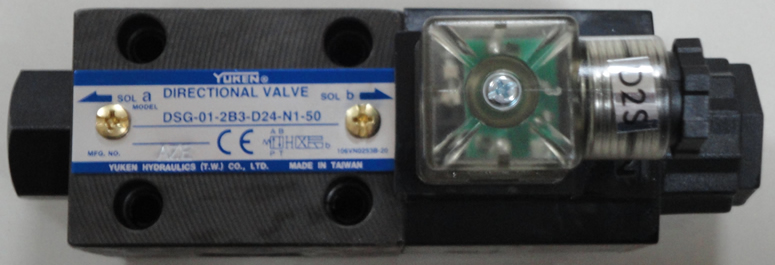 YUKEN®
SOL a DIRECTIONAL VALVE SOL b
MODEL DSG-01-2B3-D24-N1-50
A B
M b
P T
MFG. NO. CE
YUKEN HYDRAULICS (T.W.) CO., LTD. MADE IN TAIWAN
D2S